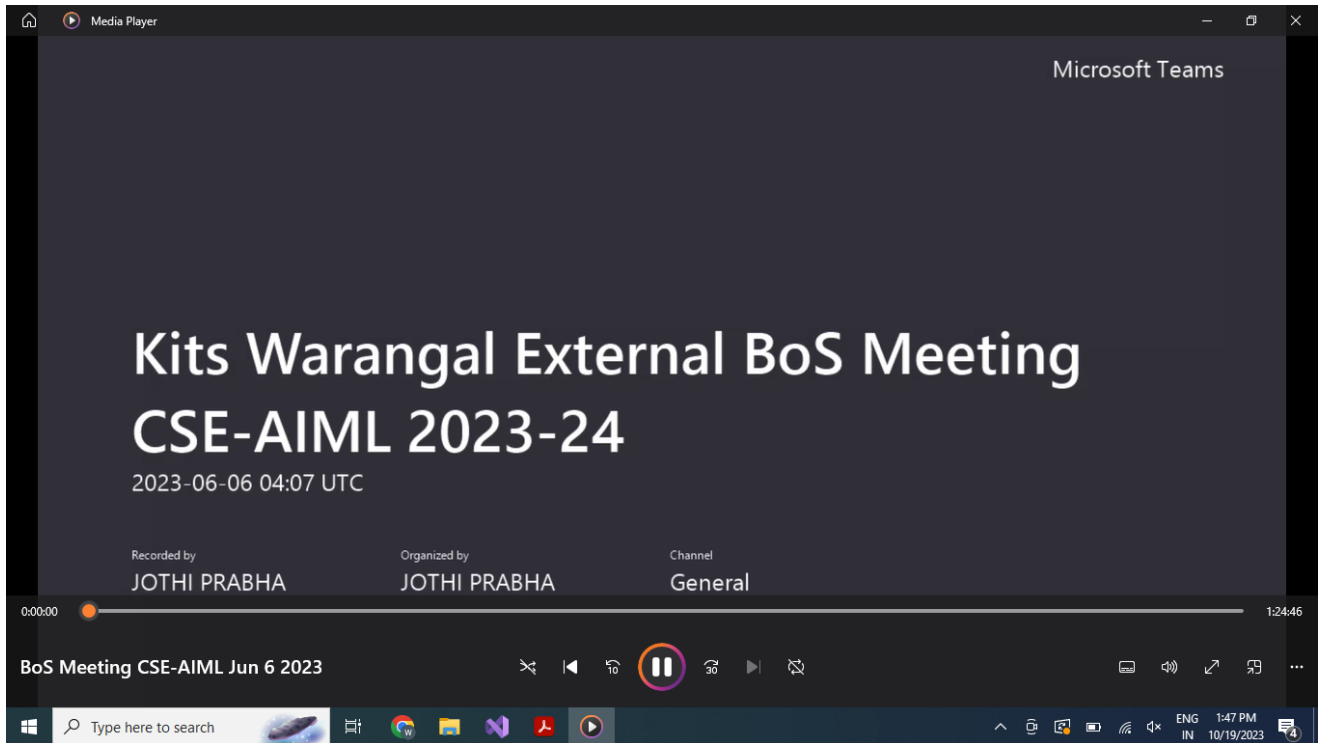 Media Player
Microsoft Teams
Kits Warangal External BoS Meeting
CSE-AIML 2023-24
2023-06-06 04:07 UTC
Recorded by Organized by Channel
JOTHI PRABHA JOTHI PRABHA General
0:00:00 1:24:46
BoS Meeting CSE-AIML Jun 6 2023
10 30
Type here to search
ENG 1:47 PM
IN 10/19/2023
4